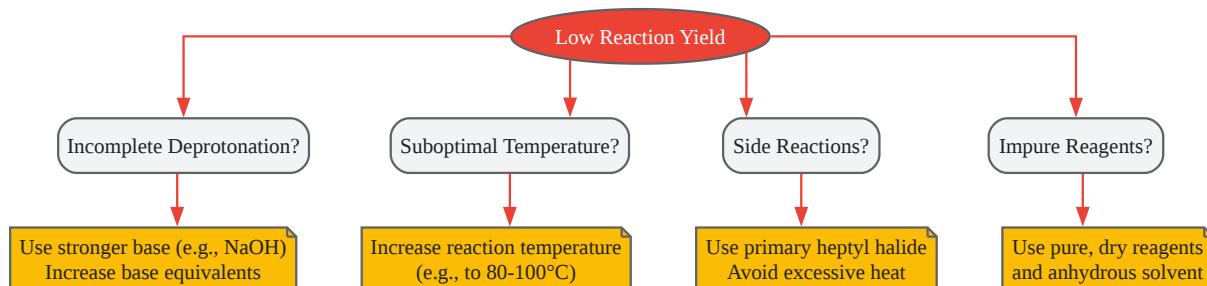 Low Reaction Yield
Incomplete Deprotonation?
Suboptimal Temperature?
Side Reactions?
Impure Reagents?
Use stronger base (e.g., NaOH)
Increase base equivalents
Increase reaction temperature
(e.g., to 80-100°C)
Use primary heptyl halide
Avoid excessive heat
Use pure, dry reagents
and anhydrous solvent